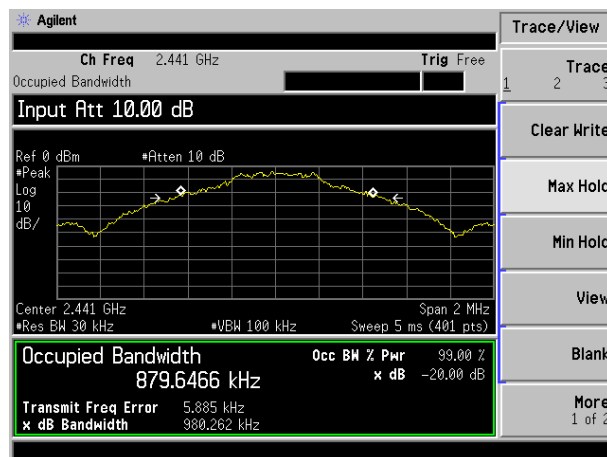 Agilent
Trace/View
Ch Freq 2.441 GHz Trig Free
Occupied Bandwidth
Trace
1 2 3
Input Att 10.00 dB
Clear Write
Ref 0 dBm #Atten 10 dB
#Peak
Log
10
dB/
Max Hold
Min Hold
View
Center 2.441 GHz Span 2 MHz
#Res BW 30 kHz #VBW 100 kHz Sweep 5 ms (401 pts)
Blank
Occupied Bandwidth Occ BW % Pwr 99.00 %
879.6466 kHz x dB -20.00 dB
Transmit Freq Error 5.885 kHz
x dB Bandwidth 980.262 kHz
More
1 of 2